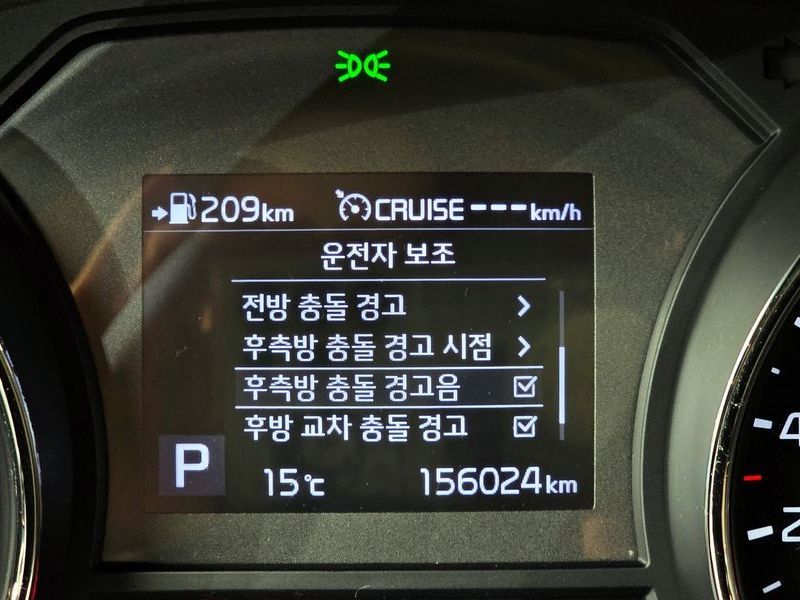 209km CRUISE ---km/h
운전자 보조
전방 충돌 경고
후측방 충돌 경고 시점
후측방 충돌 경고음
후방 교차 충돌 경고
P
15℃ 156024km
4
2